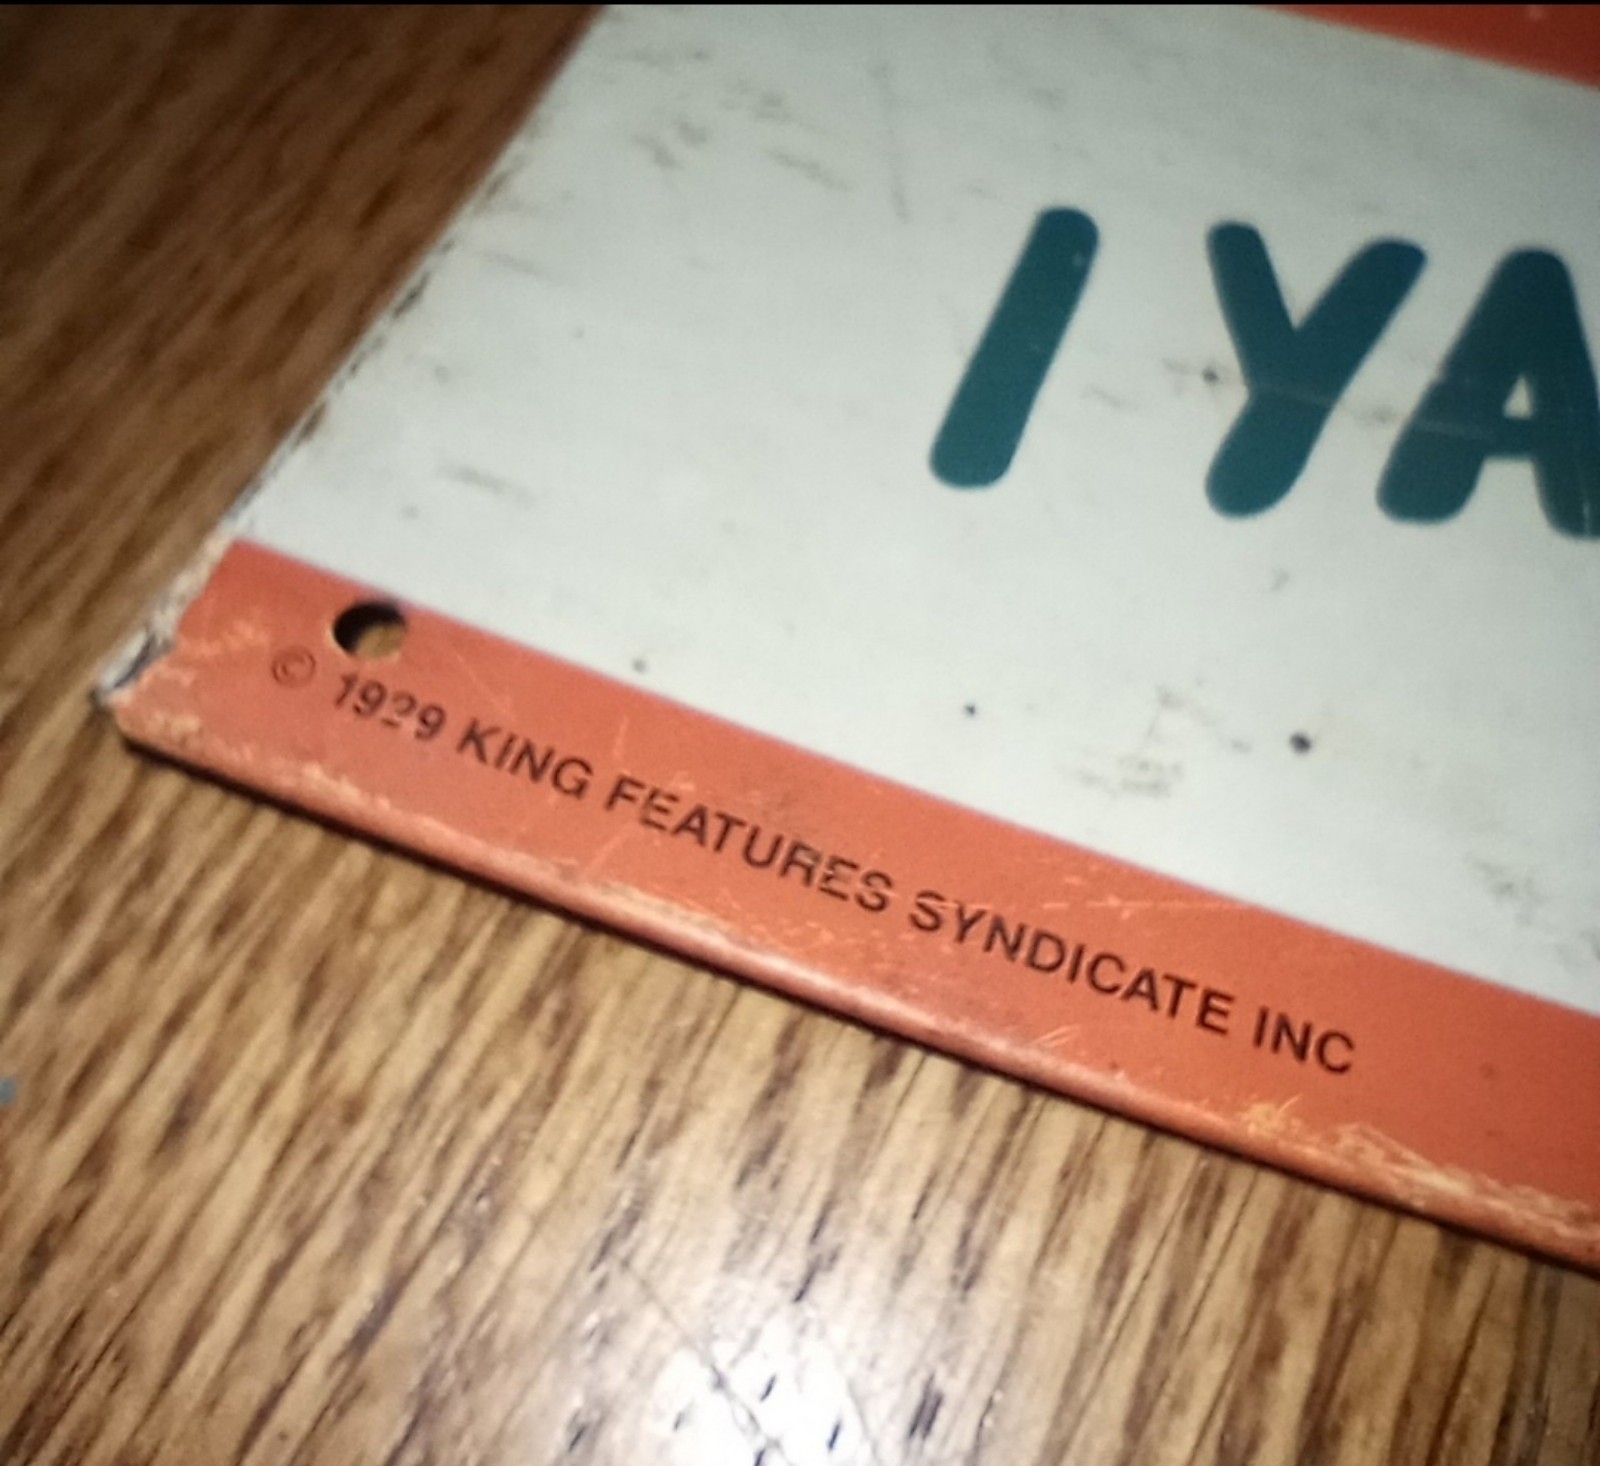 I YA
© 1929 KING FEATURES SYNDICATE INC